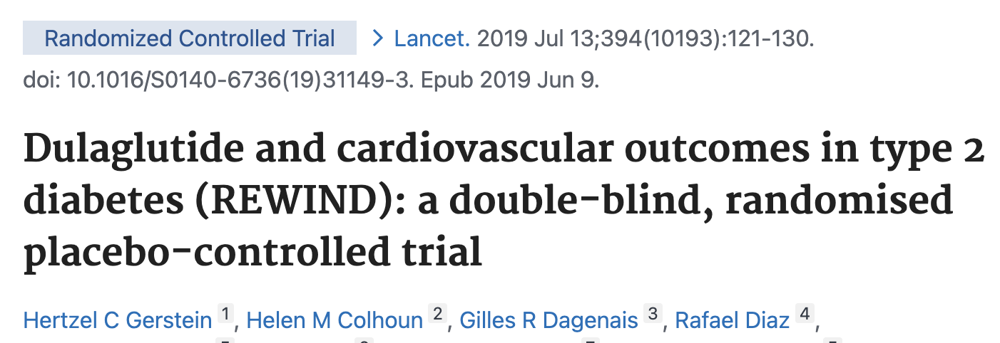 Randomized Controlled Trial > Lancet. 2019 Jul 13;394(10193):121-130.
doi: 10.1016/S0140-6736(19)31149-3. Epub 2019 Jun 9.
Dulaglutide and cardiovascular outcomes in type 2
diabetes (REWIND): a double-blind, randomised
placebo-controlled trial
Hertzel C Gerstein 1, Helen M Colhoun 2, Gilles R Dagenais 3, Rafael Diaz 4,